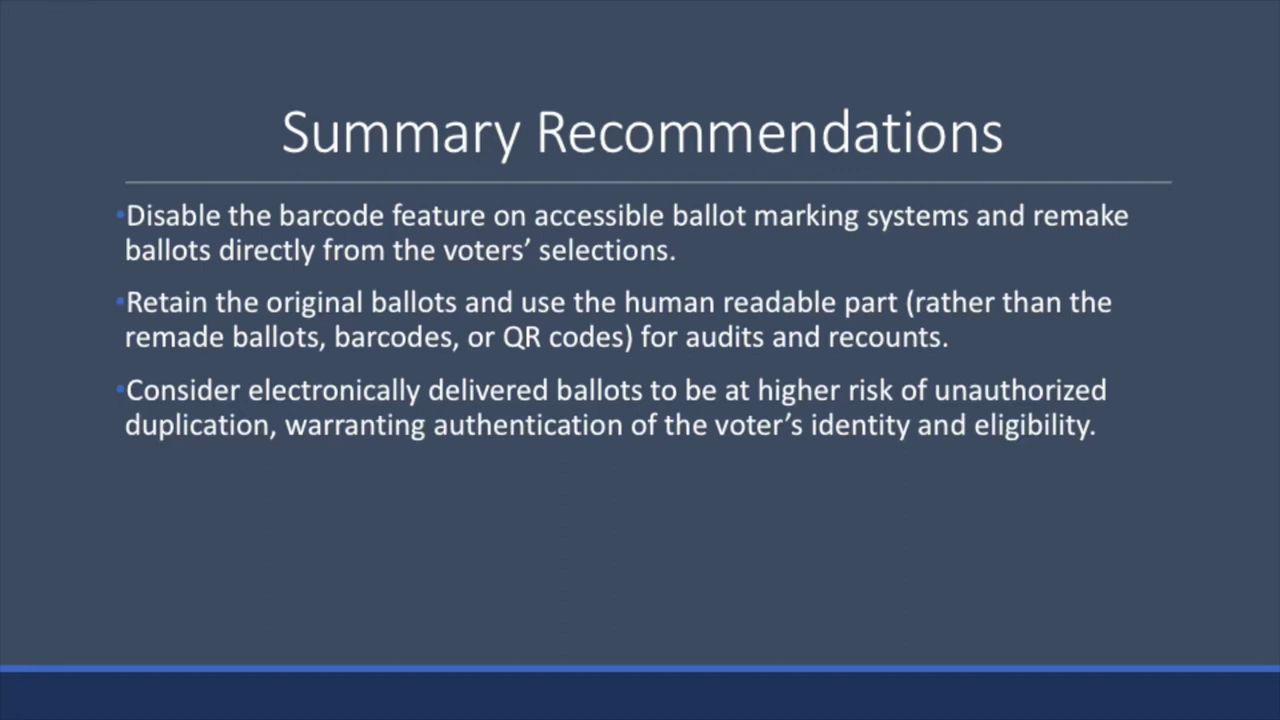 Summary Recommendations
•Disable the barcode feature on accessible ballot marking systems and remake
ballots directly from the voters’ selections.
•Retain the original ballots and use the human readable part (rather than the
remade ballots, barcodes, or QR codes) for audits and recounts.
•Consider electronically delivered ballots to be at higher risk of unauthorized
duplication, warranting authentication of the voter’s identity and eligibility.